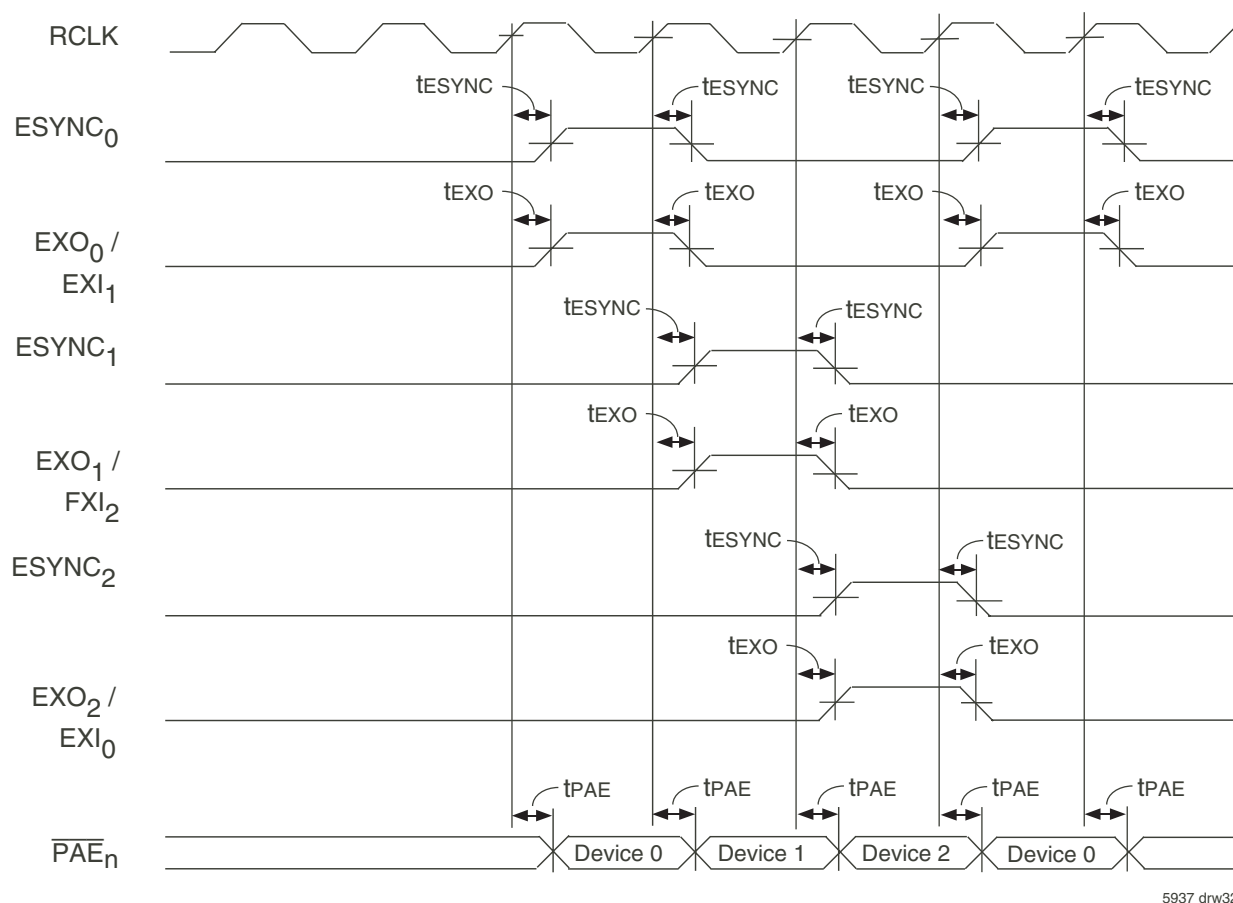 RCLK
tESYNC tESYNC tESYNC tESYNC
ESYNC0
tEXO tEXO tEXO tEXO
EXO0 /
EXI1
tESYNC tESYNC
ESYNC1
tEXO tEXO
EXO1 /
FXI2
tESYNC tESYNC
ESYNC2
tEXO tEXO
EXO2 /
EXI0
tPAE tPAE tPAE tPAE tPAE
PAEn Device 0 Device 1 Device 2 Device 0
5937 drw32